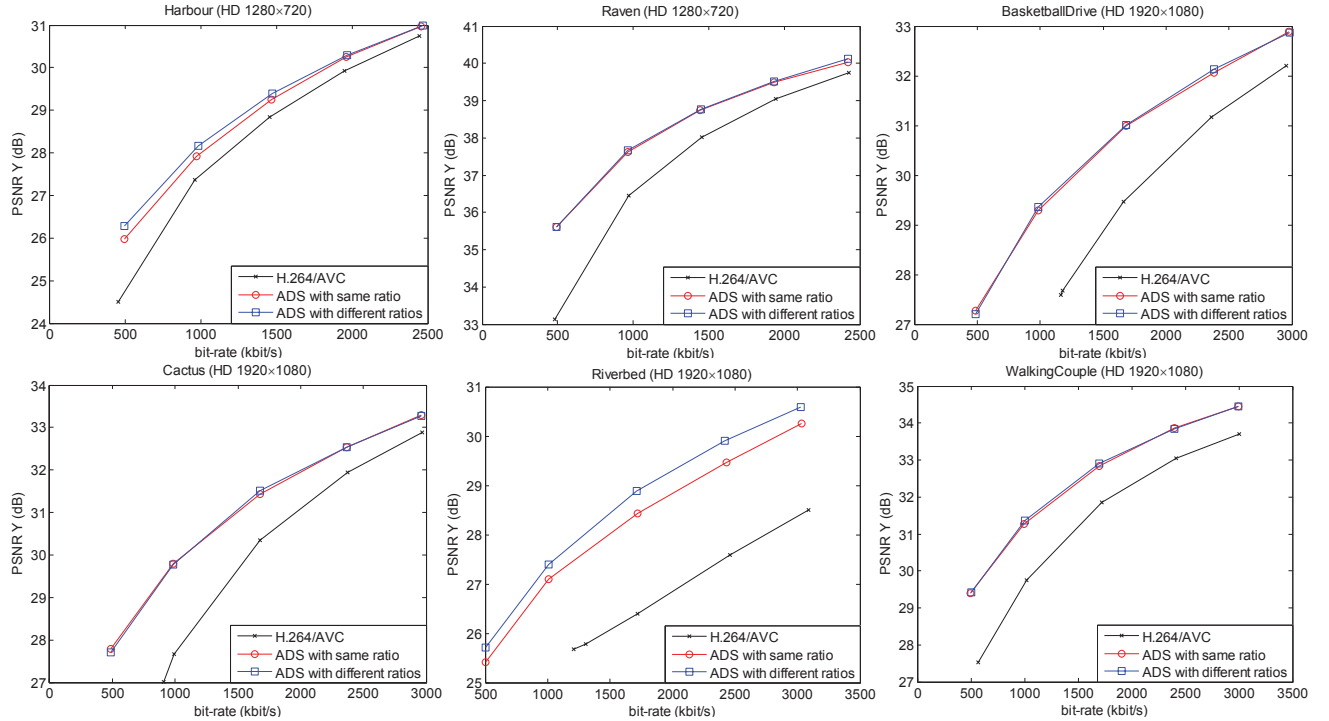 Harbour (HD 1280×720)
31
30
29
28
27
26
25
24
PSNR Y (dB)
500 1000 1500 2000 2500
bit-rate (kbit/s)
H.264/AVC
ADS with same ratio
ADS with different ratios
Raven (HD 1280×720)
41
40
39
38
37
36
35
34
33
PSNR Y (dB)
500 1000 1500 2000 2500
bit-rate (kbit/s)
H.264/AVC
ADS with same ratio
ADS with different ratios
BasketballDrive (HD 1920×1080)
33
32
31
30
29
28
27
PSNR Y (dB)
500 1000 1500 2000 2500 3000
bit-rate (kbit/s)
H.264/AVC
ADS with same ratio
ADS with different ratios
Cactus (HD 1920×1080)
34
33
32
31
30
29
28
27
PSNR Y (dB)
500 1000 1500 2000 2500 3000
bit-rate (kbit/s)
H.264/AVC
ADS with same ratio
ADS with different ratios
Riverbed (HD 1920×1080)
31
30
29
28
27
26
25
PSNR Y (dB)
500 1000 1500 2000 2500 3000 3500
bit-rate (kbit/s)
H.264/AVC
ADS with same ratio
ADS with different ratios
WalkingCouple (HD 1920×1080)
35
34
33
32
31
30
29
28
27
PSNR Y (dB)
0 500 1000 1500 2000 2500 3000 3500
bit-rate (kbit/s)
H.264/AVC
ADS with same ratio
ADS with different ratios